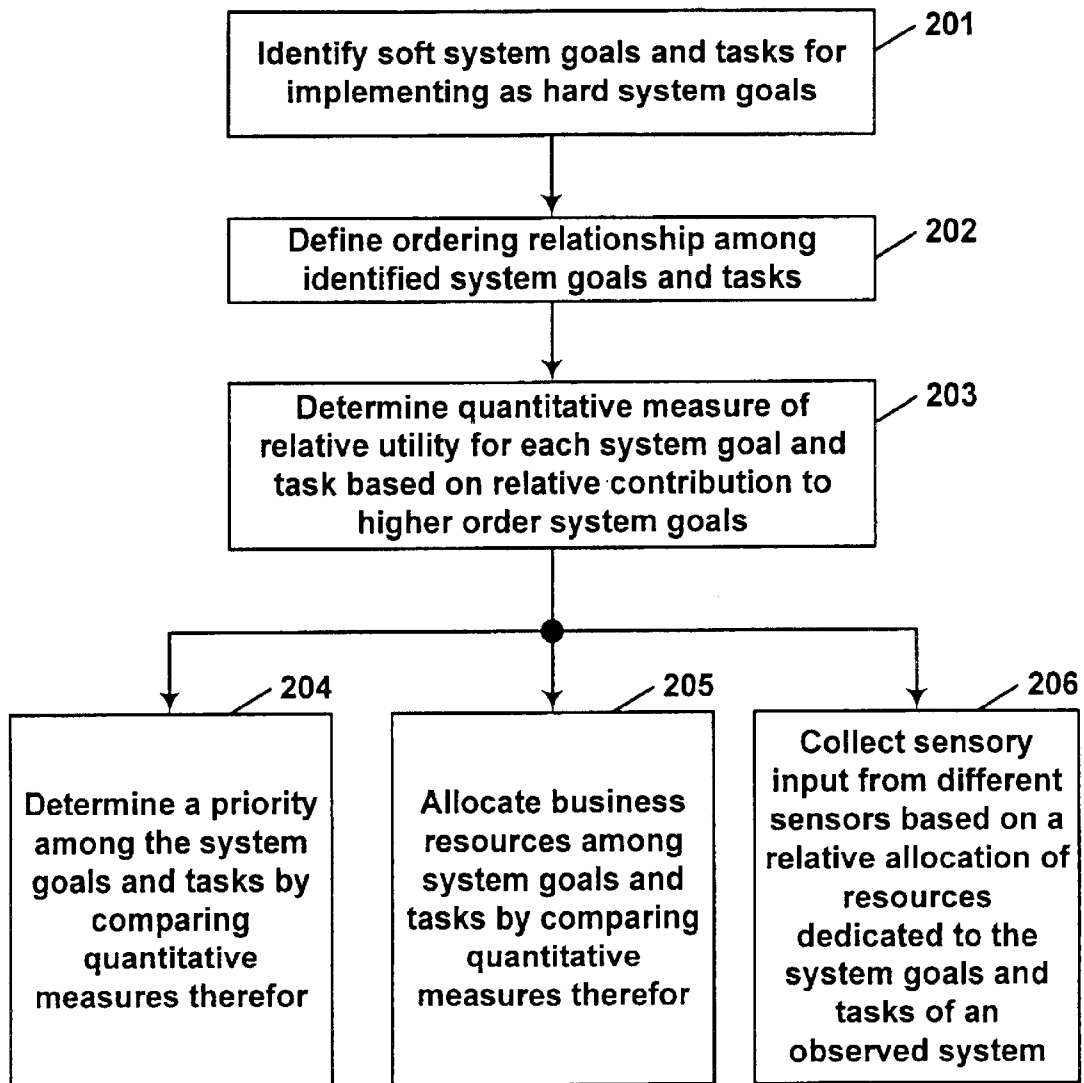 201
Identify soft system goals and tasks for
implementing as hard system goals
202
Define ordering relationship among
identified system goals and tasks
203
Determine quantitative measure of
relative utility for each system goal and
task based on relative contribution to
higher order system goals
204
Determine a priority
among the system
goals and tasks by
comparing
quantitative
measures therefor
205
Allocate business
resources among
system goals and
tasks by comparing
quantitative
measures therefor
206
Collect sensory
input from different
sensors based on a
relative allocation of
resources
dedicated to the
system goals and
tasks of an
observed system